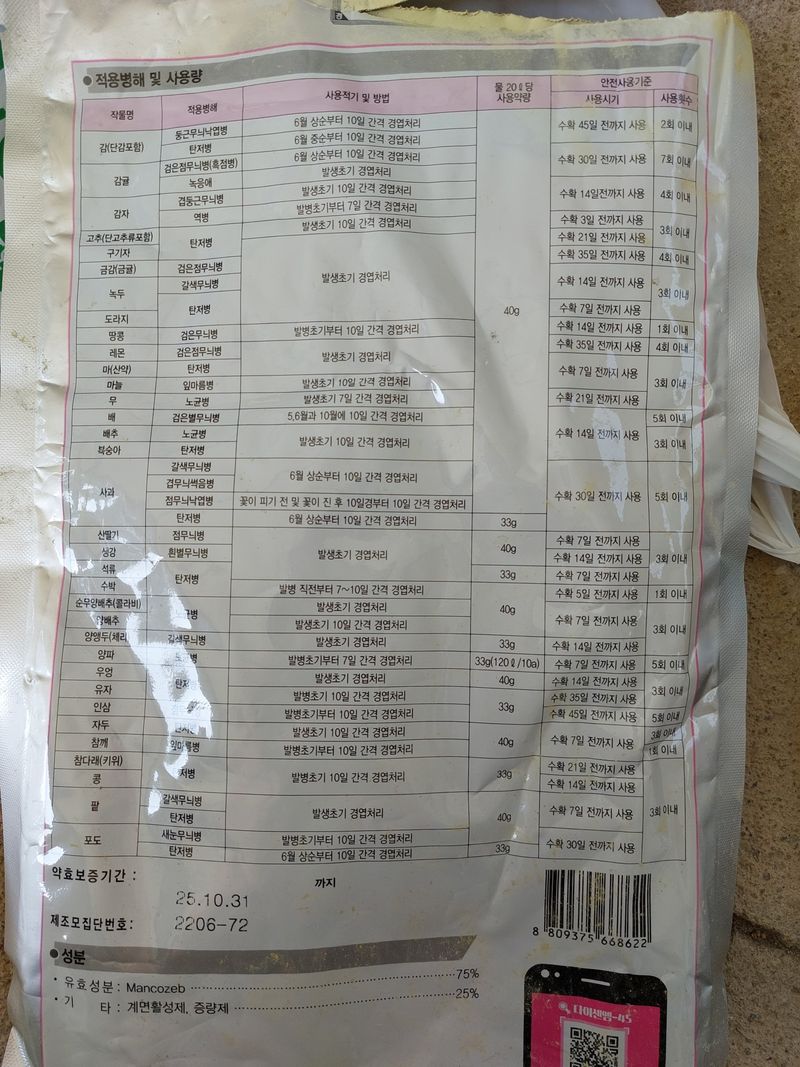 적용병해 및 사용량
작물명 적용병해 사용적기 및 방법 물 20ℓ당 사용약량 안전사용기준
사용시기 사용횟수
감(단감포함) 둥근무늬낙엽병 6월 상순부터 10일 간격 경엽처리 40g 수확 45일 전까지 사용 2회 이내
탄저병 6월 중순부터 10일 간격 경엽처리
감귤 검은점무늬병(흑점병) 6월 상순부터 10일 간격 경엽처리 수확 30일 전까지 사용 7회 이내
녹응애 발생초기 경엽처리
감자 겹둥근무늬병 발생초기 10일 간격 경엽처리 수확 14일전까지 사용 4회 이내
역병 발병초기부터 7일 간격 경엽처리
고추(단고추류포함) 탄저병 발생초기 10일 간격 경엽처리 수확 3일 전까지 사용 3회 이내
구기자 발생초기 경엽처리 수확 21일 전까지 사용
금감(금귤) 검은점무늬병 수확 35일 전까지 사용 4회 이내
녹두 갈색무늬병 수확 14일 전까지 사용 3회 이내
탄저병
도라지 수확 7일 전까지 사용
땅콩 검은무늬병 발병초기부터 10일 간격 경엽처리 수확 14일 전까지 사용 1회 이내
레몬 검은점무늬병 발생초기 경엽처리 수확 35일 전까지 사용 4회 이내
마(산약) 탄저병 수확 7일 전까지 사용 3회 이내
마늘 잎마름병 발생초기 10일 간격 경엽처리
무 노균병 발생초기 7일 간격 경엽처리 수확 21일 전까지 사용
배 검은별무늬병 5,6월과 10월에 10일 간격 경엽처리 수확 14일 전까지 사용 5회 이내
배추 노균병 발생초기 10일 간격 경엽처리 3회 이내
복숭아 탄저병
사과 갈색무늬병 6월 상순부터 10일 간격 경엽처리 수확 30일 전까지 사용 5회 이내
겹무늬썩음병
점무늬낙엽병 꽃이 피기 전 및 꽃이 진 후 10일경부터 10일 간격 경엽처리
탄저병 6월 상순부터 10일 간격 경엽처리 33g
산딸기 점무늬병 발생초기 경엽처리 40g 수확 7일 전까지 사용 3회 이내
생강 흰별무늬병 수확 14일 전까지 사용
석류 탄저병 33g 수확 7일 전까지 사용
수박 발병 직전부터 7~10일 간격 경엽처리 40g 수확 5일 전까지 사용 1회 이내
순무양배추(콜라비) 발생초기 경엽처리 수확 7일 전까지 사용 3회 이내
양배추 발생초기 10일 간격 경엽처리
양앵두(체리) 갈색무늬병 발생초기 경엽처리 33g 수확 14일 전까지 사용
양파 발병초기부터 7일 간격 경엽처리 33g(120ℓ/10a) 수확 7일 전까지 사용 5회 이내
우엉 발생초기 경엽처리 40g 수확 14일 전까지 사용 3회 이내
유자 발병초기 10일 간격 경엽처리 33g 수확 35일 전까지 사용
인삼 발병초기부터 10일 간격 경엽처리 수확 45일 전까지 사용 5회 이내
자두 탄저병 발생초기 10일 간격 경엽처리 40g 수확 7일 전까지 사용 3회 이내
참깨 잎마름병 발병초기부터 10일 간격 경엽처리 1회 이내
참다래(키위) 발병초기 10일 간격 경엽처리 33g 수확 21일 전까지 사용 3회 이내
콩 수확 14일 전까지 사용
팥 갈색무늬병 발생초기 경엽처리 40g 수확 7일 전까지 사용
탄저병
포도 새눈무늬병 발병초기부터 10일 간격 경엽처리 수확 30일 전까지 사용
탄저병 6월 상순부터 10일 간격 경엽처리 33g
약효보증기간 : 25.10.31 까지
제조모집단번호: 2206-72
8 809375 668622
성분
유효성분 : Mancozeb 75%
기 타 : 계면활성제, 증량제 25%
다이센엠-45